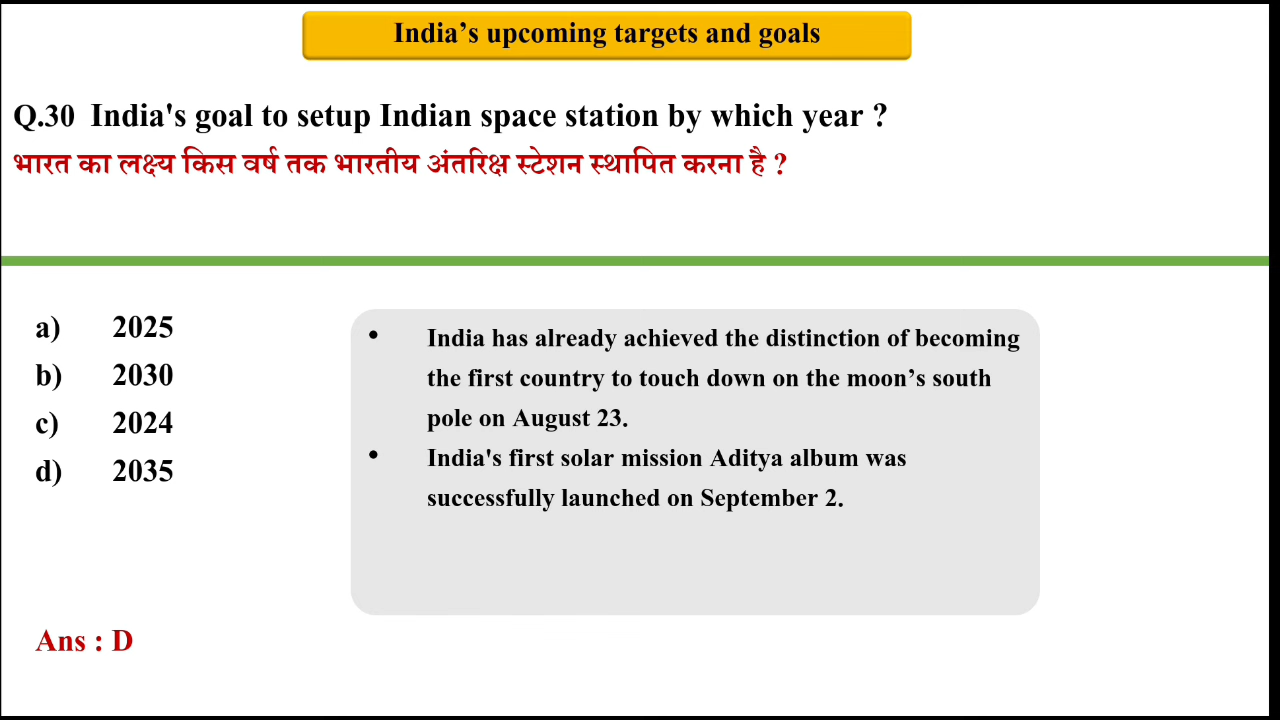 India’s upcoming targets and goals
Q.30 India's goal to setup Indian space station by which year ?
भारत का लक्ष्य किस वर्ष तक भारतीय अंतरिक्ष स्टेशन स्थापित करना है ?
a) 2025
b) 2030
c) 2024
d) 2035
• India has already achieved the distinction of becoming
the first country to touch down on the moon’s south
pole on August 23.
• India's first solar mission Aditya album was
successfully launched on September 2.
Ans : D